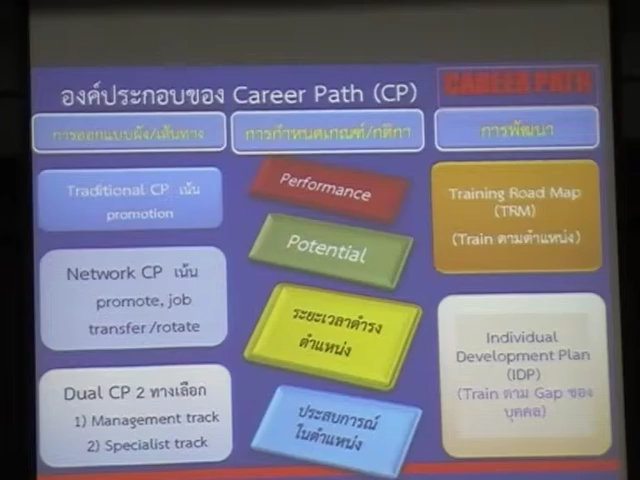 องค์ประกอบของ Career Path (CP)
CAREER PATH
การออกแบบผัง/เส้นทาง
การกำหนดเกณฑ์/กติกา
การพัฒนา
Traditional CP เน้น
promotion
Network CP เน้น
promote, job
transfer/rotate
Dual CP 2 ทางเลือก
1) Management track
2) Specialist track
Performance
Potential
ระยะเวลาดำรง
ตำแหน่ง
ประสบการณ์
ในตำแหน่ง
Training Road Map
(TRM)
(Train ตามตำแหน่ง)
Individual
Development Plan
(IDP)
(Train ตาม Gap ของ
บุคคล)